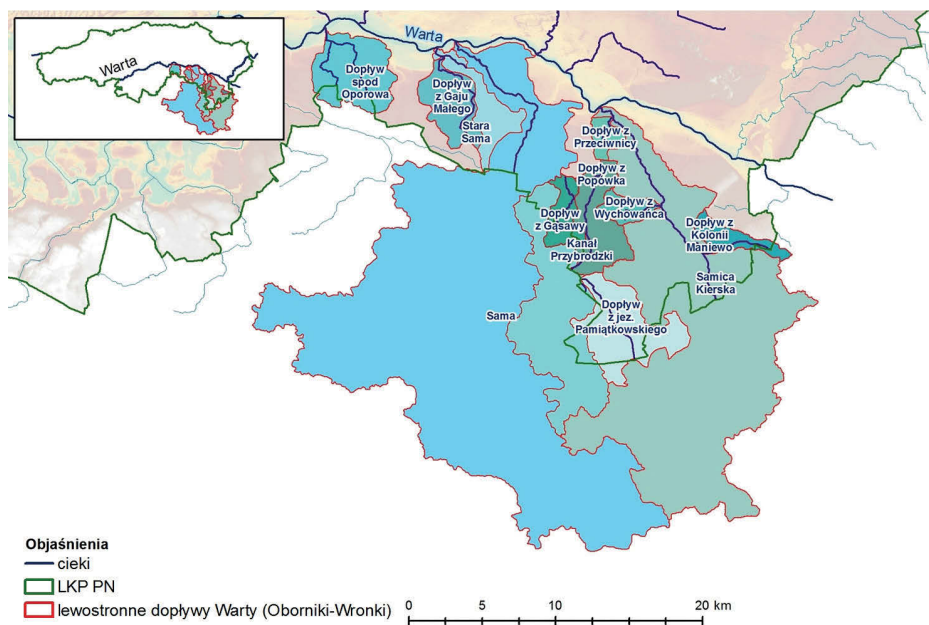 Warta
Warta
Dopływ
spod
Oporowa
Dopływ
z Gaju
Małego
Stara
Sama
Dopływ z
Przeciwnicy
Dopływ z
Popówka
Dopływ z
Wychowańca
Dopływ
z Gąsawy
Kanał
Przybrodzki
Dopływ z
Kolonii
Maniewo
Samica
Kierska
Sama
Dopływ
z jez.
Pamiątkowskiego
Objaśnienia
cieki
LKP PN
lewostronne dopływy Warty (Oborniki-Wronki)
0 5 10 20 km